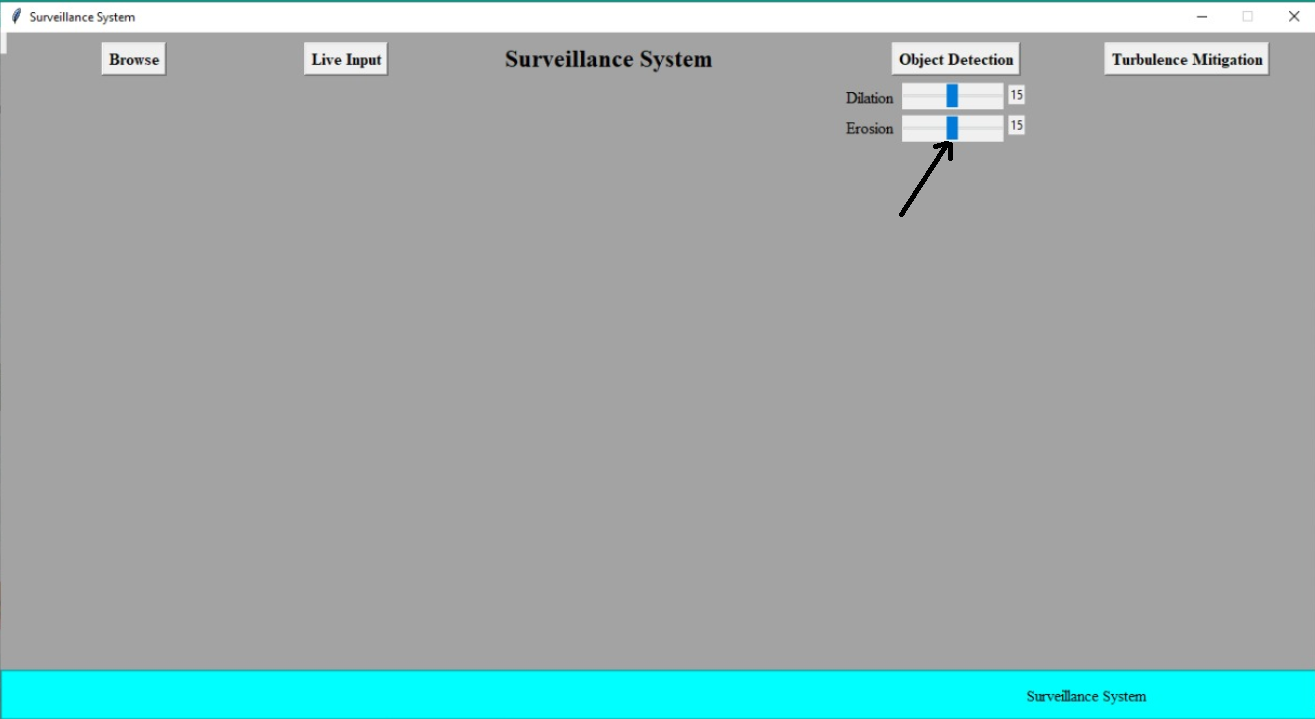 Surveillance System
Browse Live Input Surveillance System Object Detection Turbulence Mitigation
Dilation 15
Erosion 15
Surveillance System